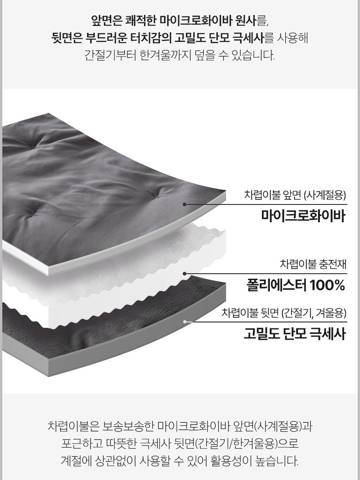 앞면은 쾌적한 마이크로화이바 원사를,
뒷면은 부드러운 터치감의 고밀도 단모 극세사를 사용해
간절기부터 한겨울까지 덮을 수 있습니다.
차렵이불 앞면 (사계절용)
마이크로화이바
차렵이불 충전재
폴리에스터 100%
차렵이불 뒷면 (간절기, 겨울용)
고밀도 단모 극세사
차렵이불은 보송보송한 마이크로화이바 앞면(사계절용)과
포근하고 따뜻한 극세사 뒷면(간절기/한겨울용)으로
계절에 상관없이 사용할 수 있어 활용성이 높습니다.